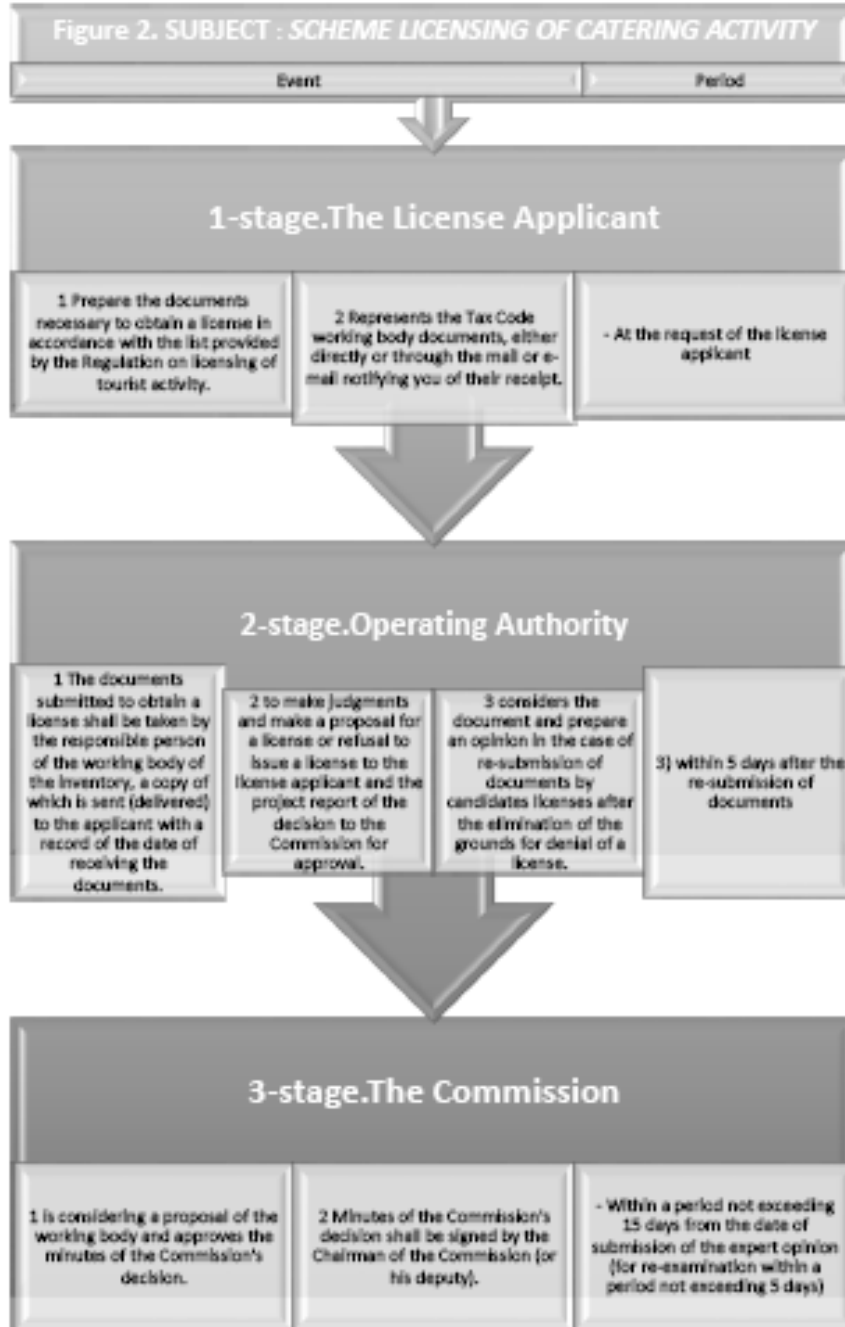 Figure 2. SUBJECT : SCHEME LICENSING OF CATERING ACTIVITY
Event
Period
1-stage.The License Applicant
1 Prepare the documents
necessary to obtain a license in
accordance with the list provided
by the Regulation on licensing of
tourist activity.
2 Represents the Tax Code
working body documents, either
directly or through the mail or e-
mail notifying you of their receipt.
- At the request of the license
applicant
2-stage.Operating Authority
1 The documents
submitted to obtain a
license shall be taken by
the responsible person
of the working body of
the inventory, a copy of
which is sent (delivered)
to the applicant with a
record of the date of
receiving the
documents.
2 to make judgments
and make a proposal for
a license or refusal to
issue a license to the
license applicant and the
project report of the
decision to the
Commission for
approval.
3 considers the
document and prepare
an opinion in the case of
re-submission of
documents by
candidates licenses after
the elimination of the
grounds for denial of a
license.
3) within 5 days after the
re-submission of
documents
3-stage.The Commission
1 is considering a proposal of the
working body and approves the
minutes of the Commission's
decision.
2 Minutes of the Commission's
decision shall be signed by the
Chairman of the Commission (or
his deputy).
- Within a period not exceeding
15 days from the date of
submission of the expert opinion
(for re-examination within a
period not exceeding 5 days)